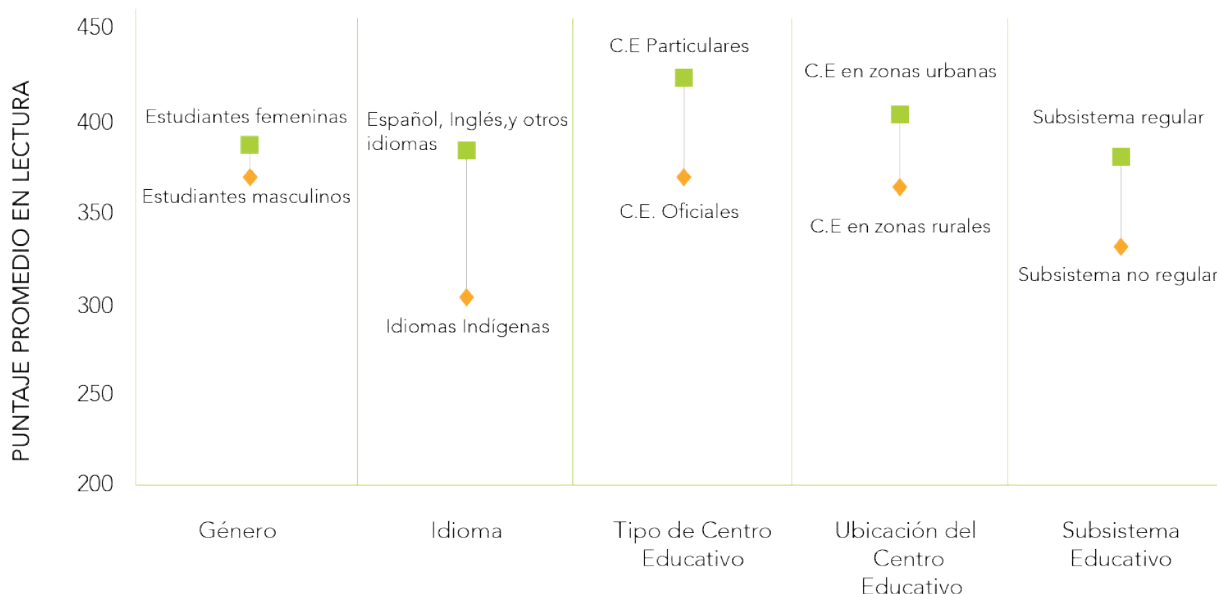 PUNTAJE PROMEDIO EN LECTURA
450
400
350
300
250
200
Estudiantes femeninas
Estudiantes masculinos
Español, Inglés,y otros
idiomas
Idiomas Indígenas
C.E Particulares
C.E. Oficiales
C.E en zonas urbanas
C.E en zonas rurales
Subsistema regular
Subsistema no regular
Género
Idioma
Tipo de Centro
Educativo
Ubicación del
Centro
Educativo
Subsistema
Educativo